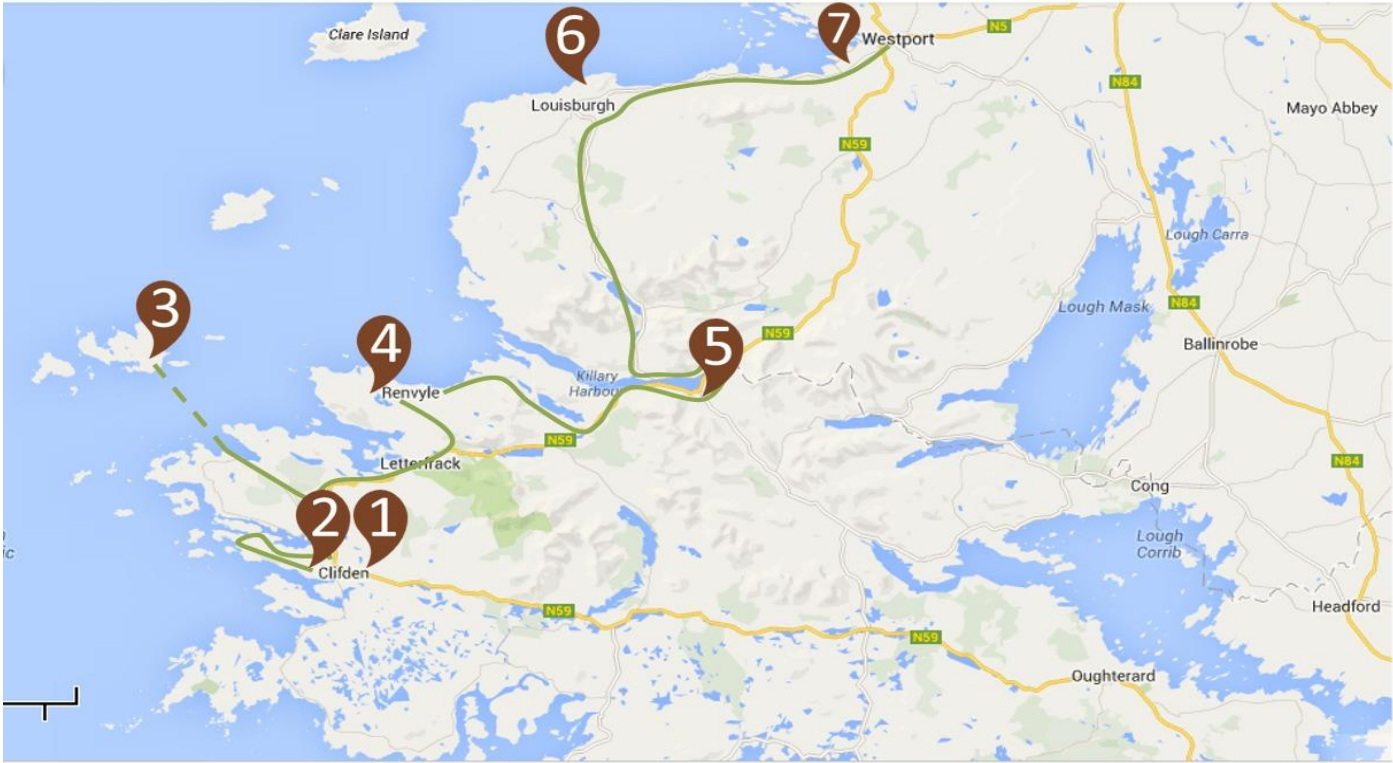 Clare Island
6
7
Westport
N5
N84
Louisburgh
Mayo Abbey
N59
Lough Carra
3
Lough Mask
N84
N59
4
5
Ballinrobe
Killary
Harbour
Renvyle
N59
Letterfrack
N84
Cong
2
1
Lough
Corrib
ic
Clifden
N59
Headford
N59
Oughterard